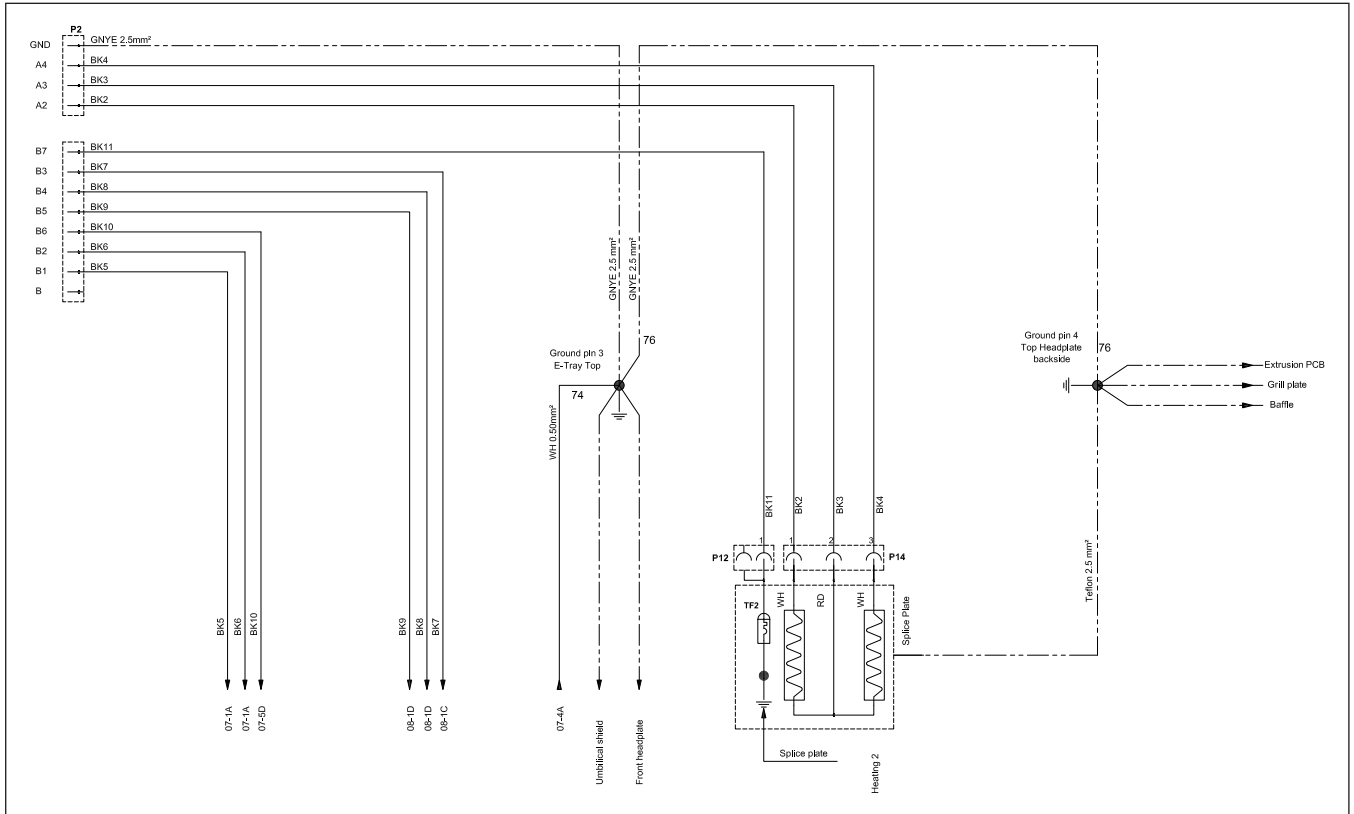 P2
GND
GNYE 2.5mm²
A4
BK4
A3
BK3
A2
BK2
B7
BK11
B3
BK7
B4
BK8
B5
BK9
B6
BK10
B2
BK6
B1
BK5
B
GNYE 2.5 mm²
GNYE 2.5 mm²
76
Ground pin 3
E-Tray Top
74
WH 0.50mm²
Ground pin 4
Top Headplate
backside
76
Extrusion PCB
Grill plate
Baffle
BK11
BK2
BK3
BK4
P12
1
1
2
3
P14
TF2
WH
RD
WH
Splice Plate
Teflon 2.5 mm²
BK5
BK6
BK10
BK9
BK8
BK7
07-1A
07-1A
07-5D
08-1D
08-1D
08-1C
07-4A
Umbilical shield
Front headplate
Splice plate
Heating 2